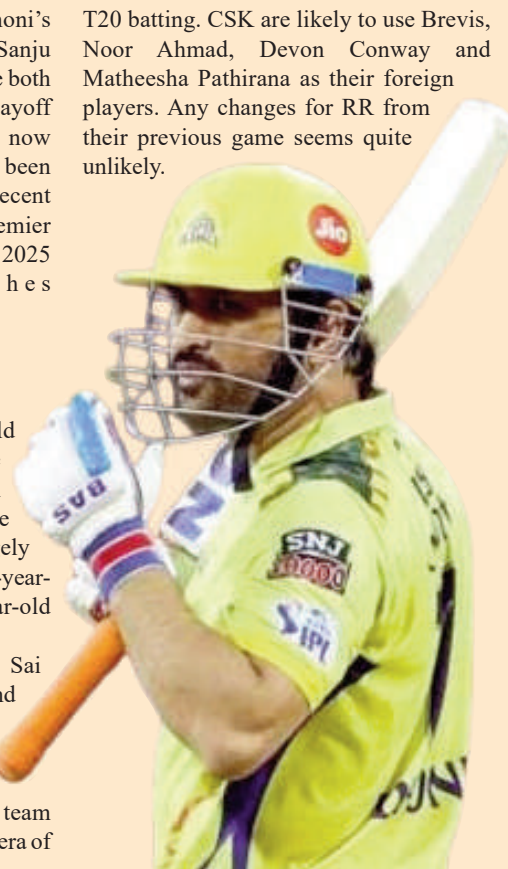 oni's
Sanju
e both
ayoff
now
been
ecent
emier
2025
h e s
ld
e
ely
-year-
ar-old
Sai
nd
team
era of
T20 batting. CSK are likely to use Brevis,
Noor Ahmad, Devon Conway and
Matheesha Pathirana as their foreign
players. Any changes for RR from
their previous game seems quite
unlikely.
Jio
BAS
SNJ
10000
IPL